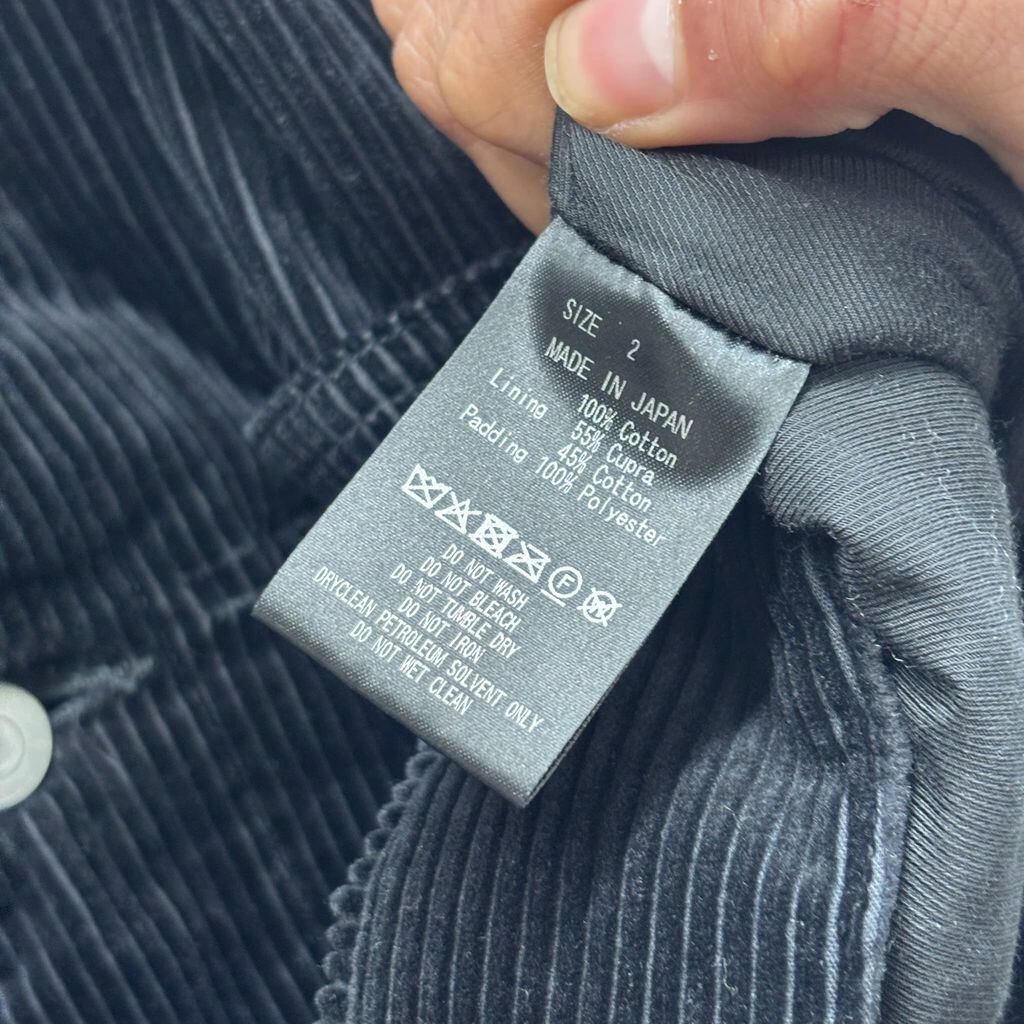 SIZE 2
MADE IN JAPAN
100% Cotton
Lining 55% Cupra
45% Cotton
Padding 100% Polyester
F
W
DO NOT WASH
DO NOT BLEACH
DO NOT TUMBLE DRY
DO NOT IRON
DRYCLEAN PETROLEUM SOLVENT ONLY
DO NOT WET CLEAN